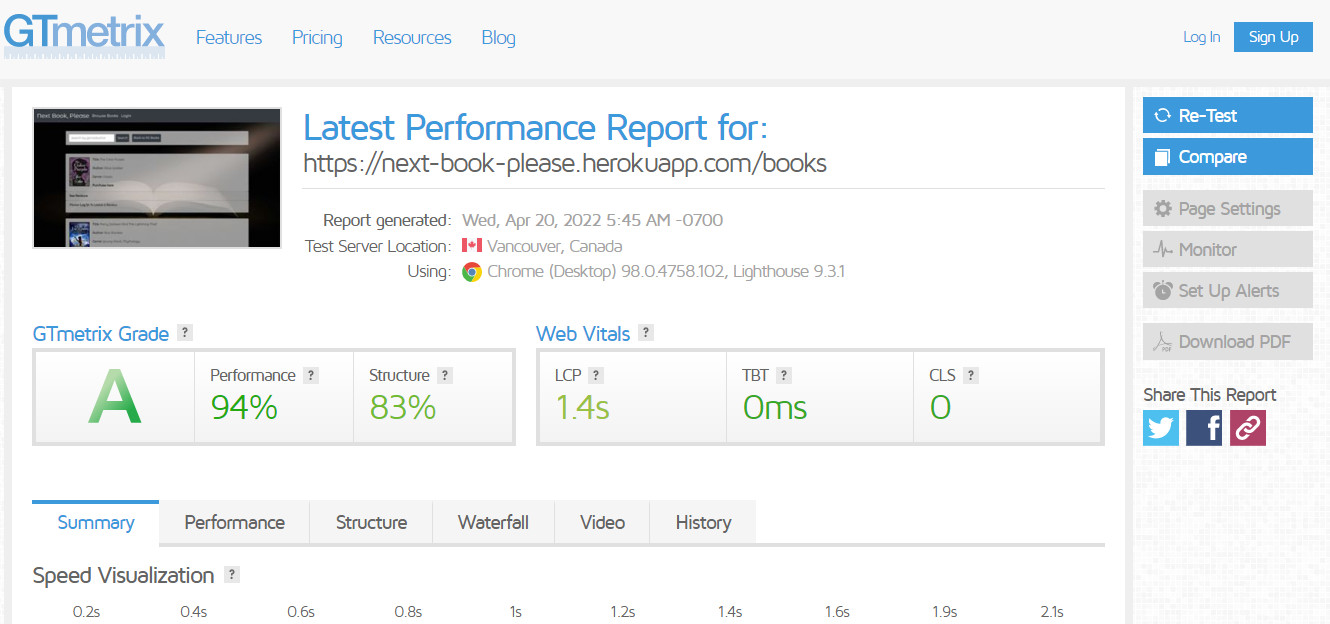 GTmetrix
Features Pricing Resources Blog
Log In Sign Up
Next Book, Please Browse Books Login
Latest Performance Report for:
https://next-book-please.herokuapp.com/books
Report generated: Wed, Apr 20, 2022 5:45 AM -0700
Test Server Location: Vancouver, Canada
Using: Chrome (Desktop) 98.0.4758.102, Lighthouse 9.3.1
Re-Test
Compare
Page Settings
Monitor
Set Up Alerts
PDF Download PDF
Share This Report
GTmetrix Grade ?
A
Performance ?
94%
Structure ?
83%
Web Vitals ?
LCP ?
1.4s
TBT ?
0ms
CLS ?
0
Summary Performance Structure Waterfall Video History
Speed Visualization ?
0.2s 0.4s 0.6s 0.8s 1s 1.2s 1.4s 1.6s 1.9s 2.1s